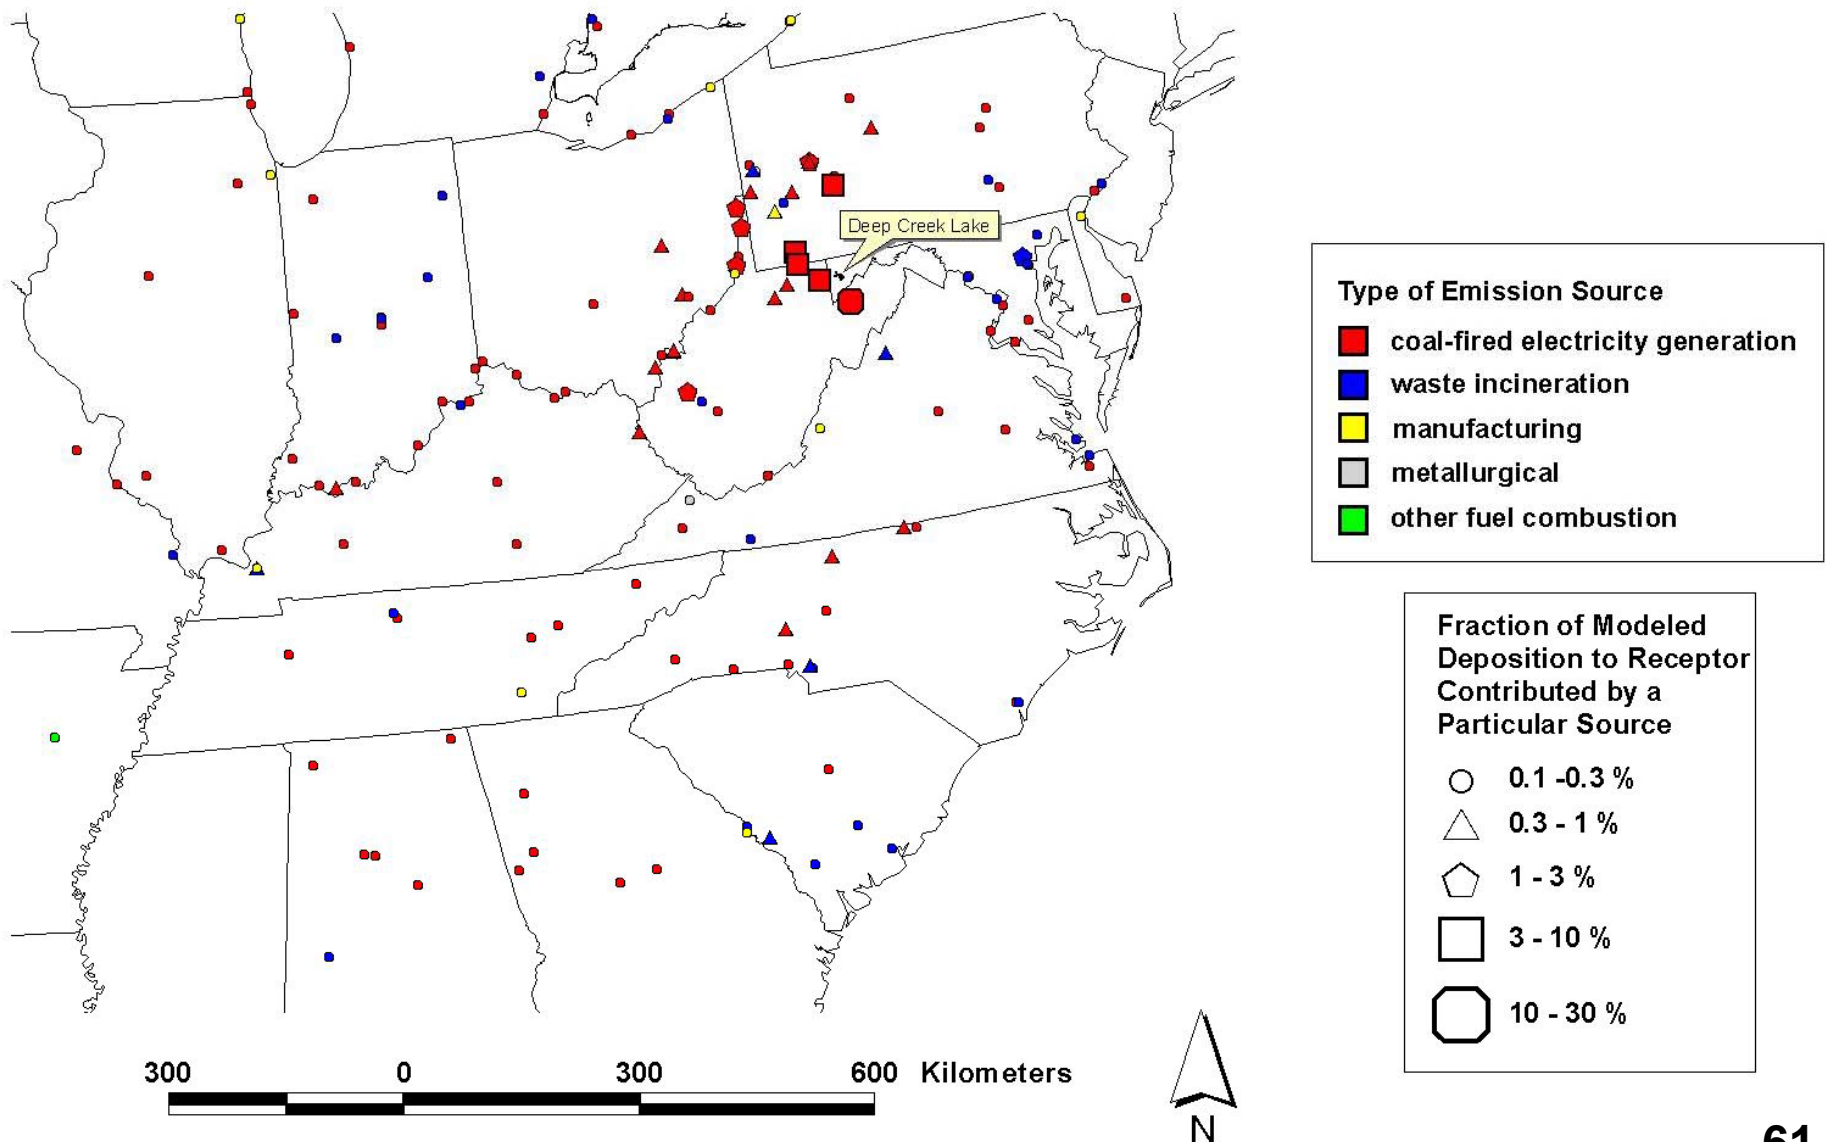 Deep Creek Lake
Type of Emission Source
coal-fired electricity generation
waste incineration
manufacturing
metallurgical
other fuel combustion
Fraction of Modeled
Deposition to Receptor
Contributed by a
Particular Source
0.1 -0.3 %
0.3 - 1 %
1 - 3 %
3 - 10 %
10 - 30 %
300 0 300 600 Kilometers
N
61